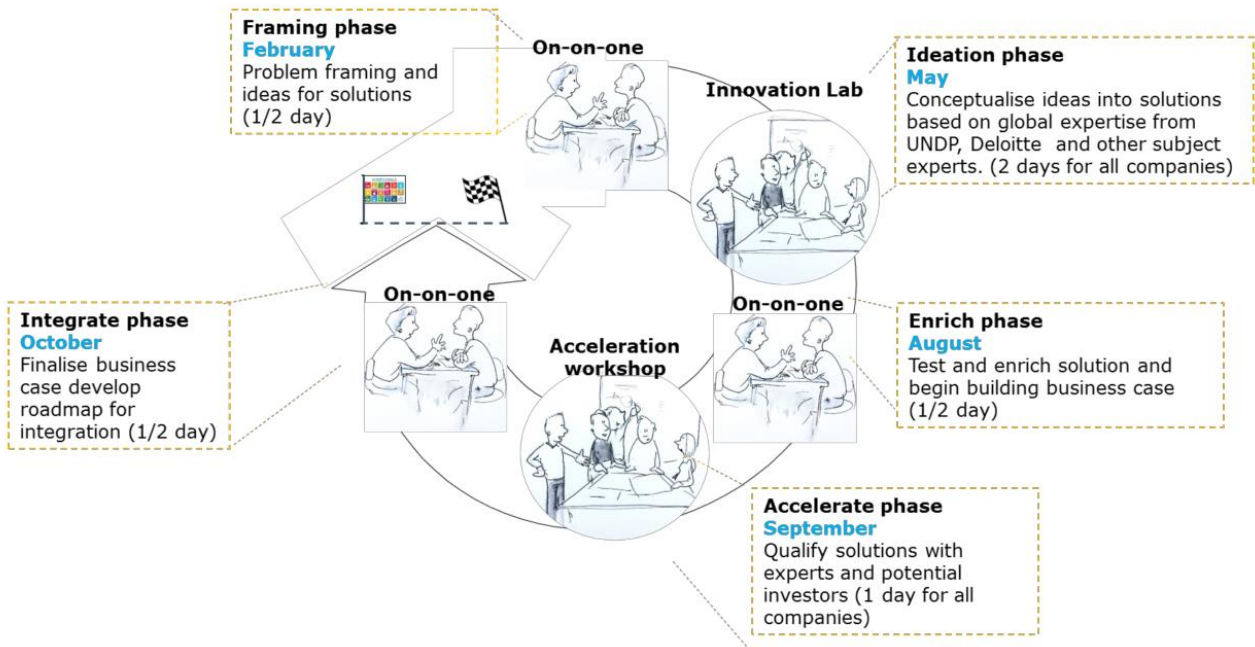 Framing phase
February
Problem framing and
ideas for solutions
(1/2 day)
On-on-one
Innovation Lab
Ideation phase
May
Conceptualise ideas into solutions
based on global expertise from
UNDP, Deloitte and other subject
experts. (2 days for all companies)
On-on-one
Enrich phase
August
Test and enrich solution and
begin building business case
(1/2 day)
Acceleration
workshop
Accelerate phase
September
Qualify solutions with
experts and potential
investors (1 day for all
companies)
On-on-one
Integrate phase
October
Finalise business
case develop
roadmap for
integration (1/2 day)